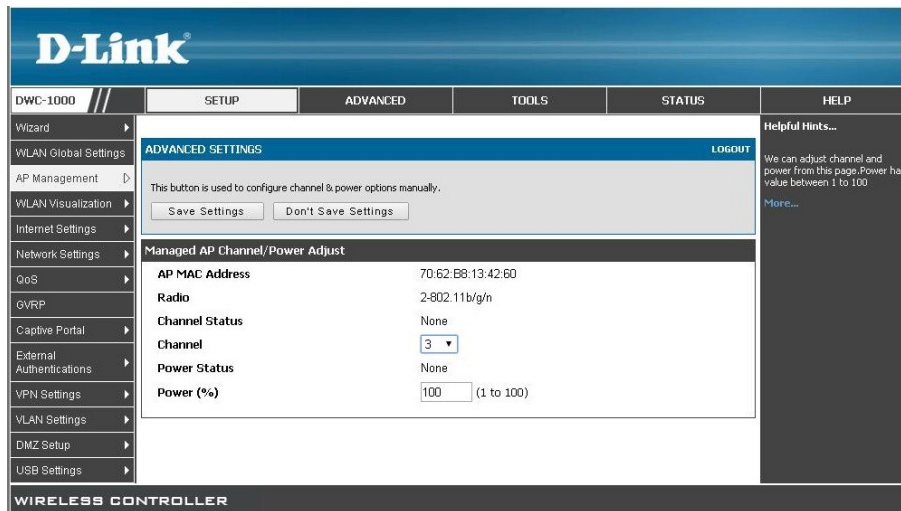 D-Link®
DWC-1000
SETUP
ADVANCED
TOOLS
STATUS
HELP
Wizard
WLAN Global Settings
AP Management
WLAN Visualization
Internet Settings
Network Settings
QoS
GVRP
Captive Portal
External
Authentications
VPN Settings
VLAN Settings
DMZ Setup
USB Settings
ADVANCED SETTINGS LOGOUT
This button is used to configure channel & power options manually.
Save Settings Don't Save Settings
Managed AP Channel/Power Adjust
AP MAC Address 70:62:B8:13:42:60
Radio 2-802.11b/g/n
Channel Status None
Channel 3
Power Status None
Power (%) 100 (1 to 100)
Helpful Hints...
We can adjust channel and
power from this page.Power ha
value between 1 to 100
More...
WIRELESS CONTROLLER